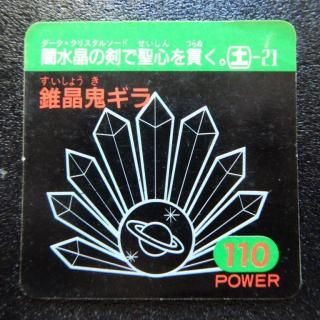 ダーク・クリスタルソード せいしん つらぬ
闇水晶の剣で聖心を貫く。土-21
すいしょう き
錐晶鬼ギラ
110
POWER